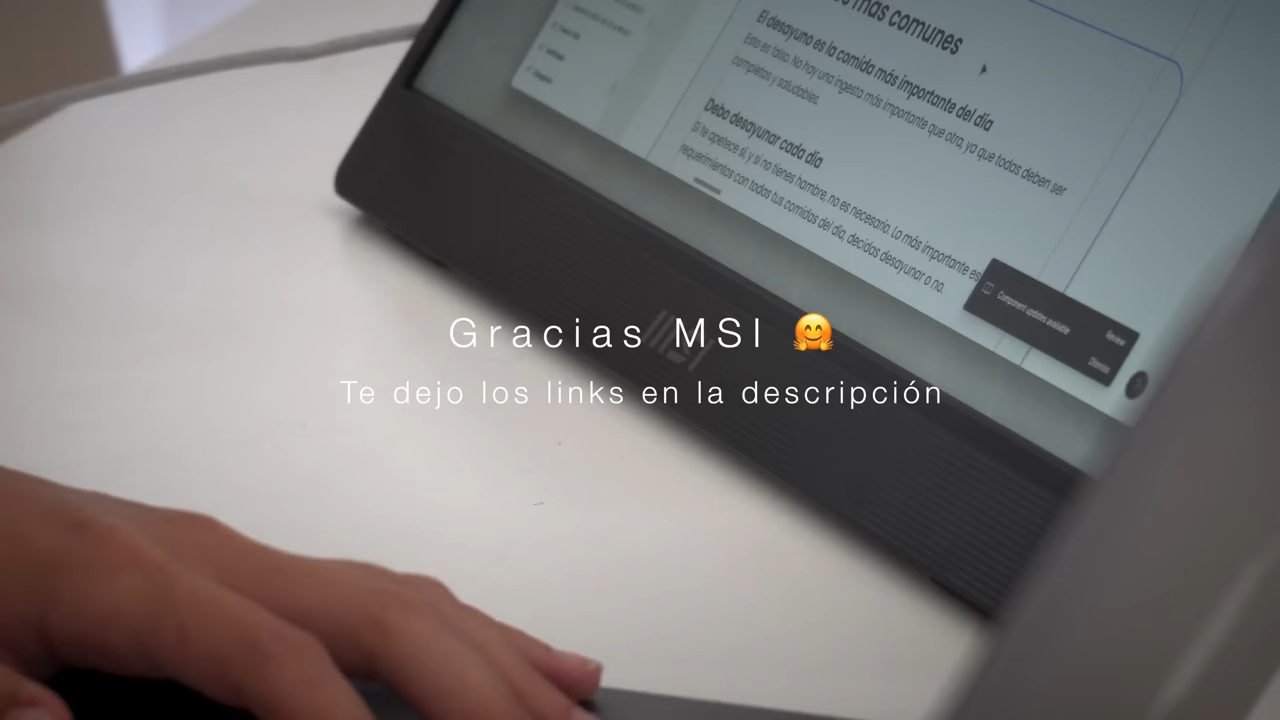 más comunes
El desayuno es la comida más importante del día
Esto es falso. No hay una ingesta más importante que otra, ya que todas deben ser
completas y saludables.
Debo desayunar cada día
Si te apetece sí, y si no tienes hambre, no es necesario. Lo más importante es
requerimientos con todas tus comidas del día, decidas desayunar o no.
Component updates available
Review
Dismiss
Gracias MSI 🤗
Te dejo los links en la descripción